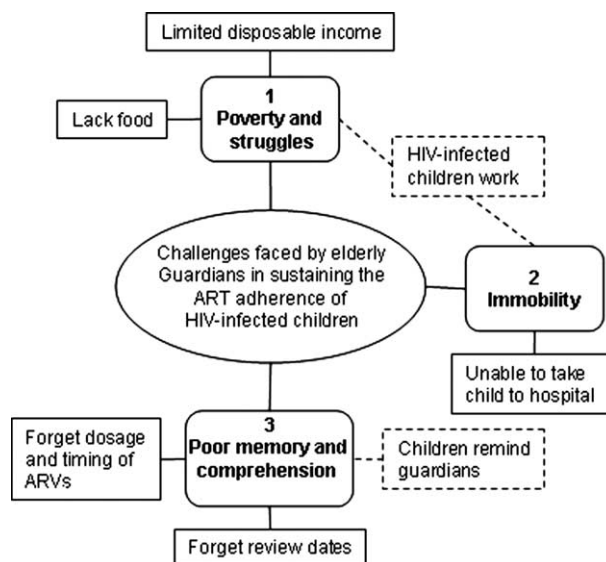 Limited disposable income
1
Poverty and
struggles
Lack food
HIV-infected
children work
Challenges faced by elderly
Guardians in sustaining the
ART adherence of
HIV-infected children
2
Immobility
Unable to take
child to hospital
3
Poor memory and
comprehension
Forget dosage
and timing of
ARVs
Children remind
guardians
Forget review dates